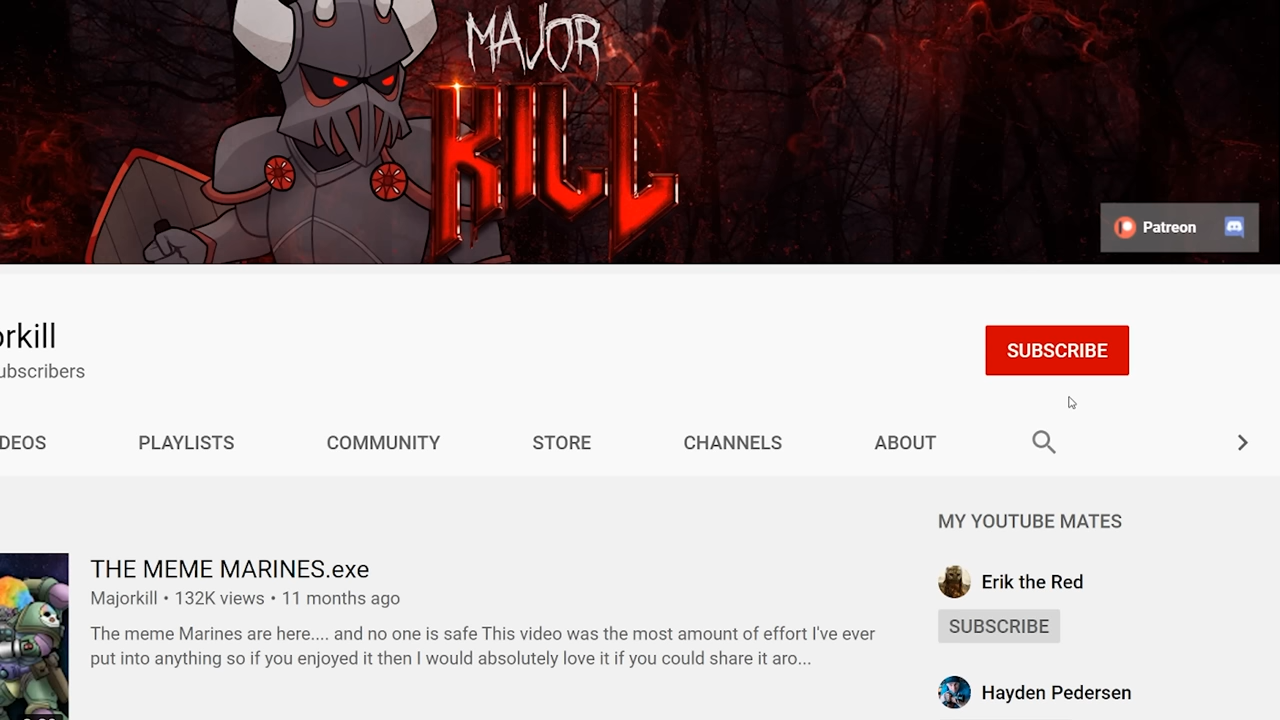 MAJOR
KILL
Patreon
orkill
ubscribers
SUBSCRIBE
DEOS
PLAYLISTS
COMMUNITY
STORE
CHANNELS
ABOUT
MY YOUTUBE MATES
THE MEME MARINES.exe
Majorkill • 132K views • 11 months ago
The meme Marines are here.... and no one is safe This video was the most amount of effort I've ever
put into anything so if you enjoyed it then I would absolutely love it if you could share it aro...
Erik the Red
SUBSCRIBE
Hayden Pedersen